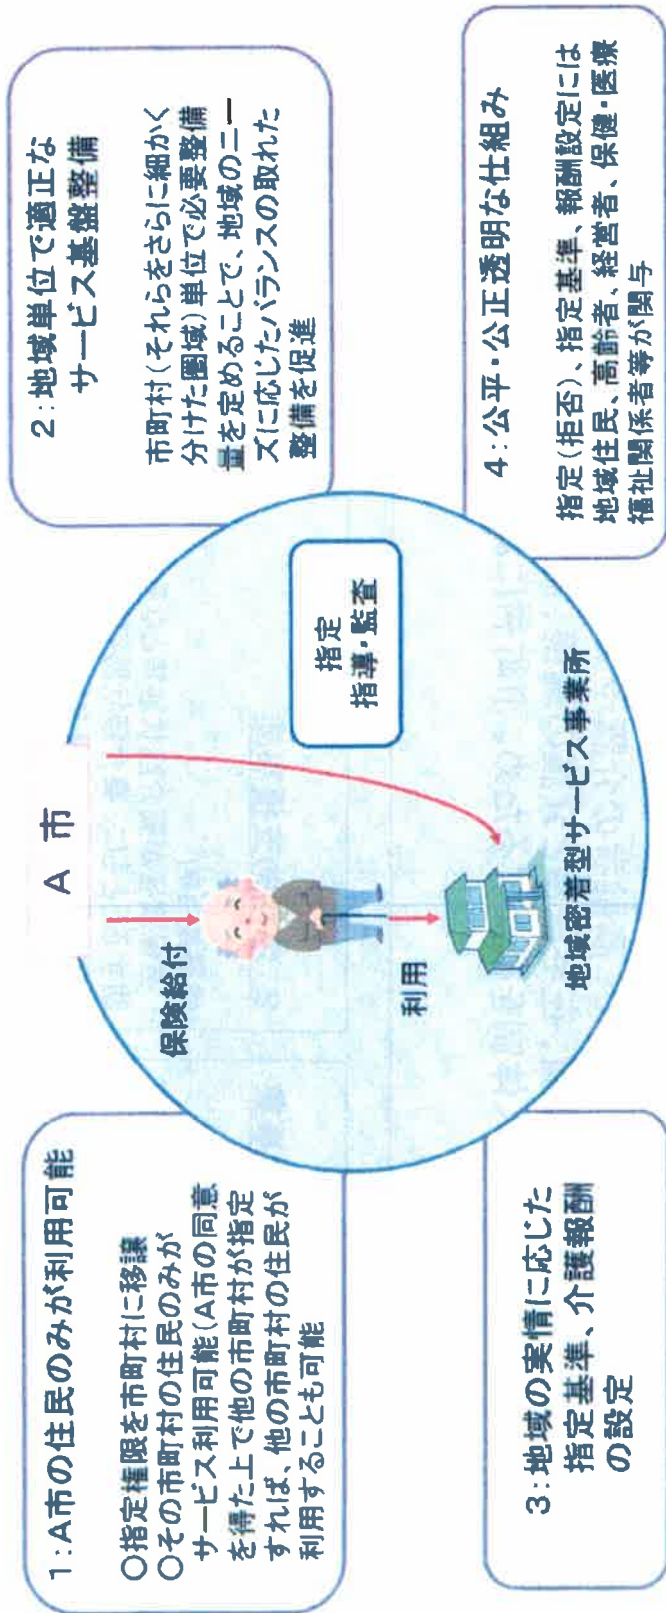 1:A市の住民のみが利用可能
〇指定権限を市町村に移譲
〇その市町村の住民のみが
サービス利用可能(A市の同意
を得た上で他の市町村が指定
すれば、他の市町村の住民が
利用することも可能
2:地域単位で適正な
サービス基盤整備
市町村(それらをさらに細かく
分けた圏域)単位で必要整備
量を定めることで、地域のニー
ズに応じたバランスの取れた
整備を促進
A 市
保険給付
利用
指定
指導・監査
地域密着型サービス事業所
3:地域の実情に応じた
指定基準、介護報酬
の設定
4:公平・公正透明な仕組み
指定(拒否)、指定基準、報酬設定には
地域住民、高齢者、経営者、保健・医療
福祉関係者等が関与